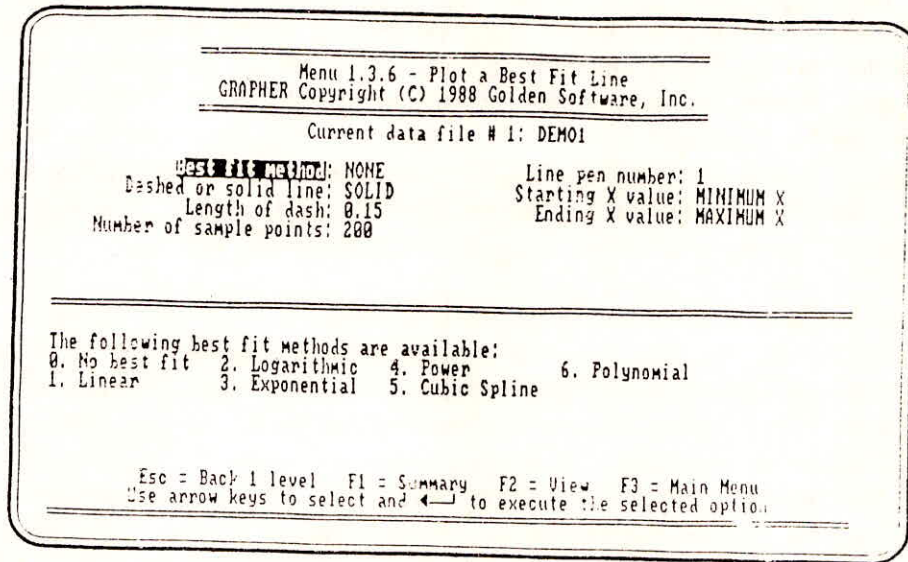 Menu 1.3.6 - Plot a Best Fit Line
GRAPHER Copyright (C) 1988 Golden Software, Inc.
Current data file # 1: DEMO1
Best fit method: NONE Line pen number: 1
Dashed or solid line: SOLID Starting X value: MINIMUM X
Length of dash: 0.15 Ending X value: MAXIMUM X
Number of sample points: 200
The following best fit methods are available:
0. No best fit 2. Logarithmic 4. Power 6. Polynomial
1. Linear 3. Exponential 5. Cubic Spline
Esc = Back 1 level F1 = Summary F2 = View F3 = Main Menu
Use arrow keys to select and ◄─┘ to execute the selected option